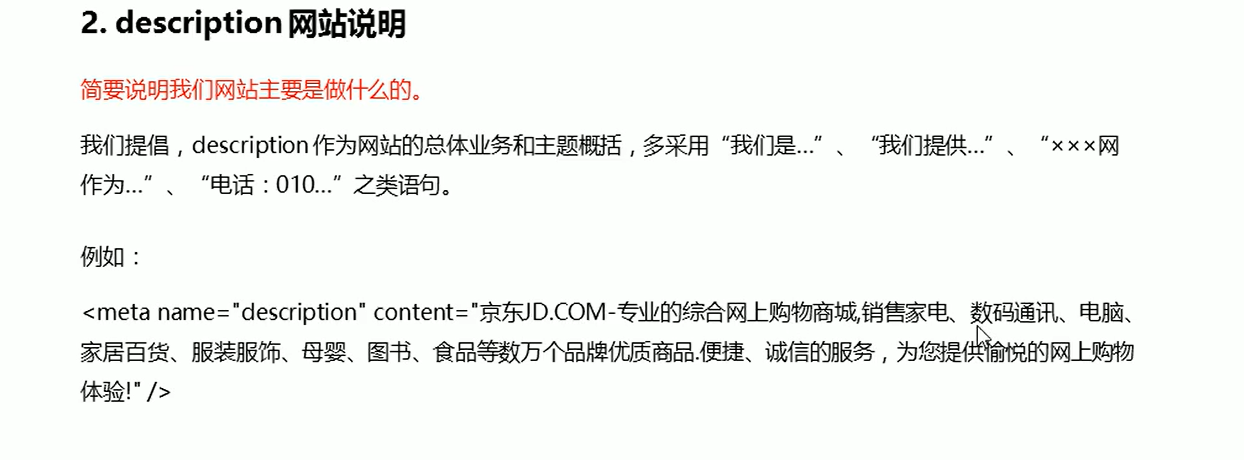 2. description 网站说明
简要说明我们网站主要是做什么的。
我们提倡，description 作为网站的总体业务和主题概括，多采用“我们是…”、“我们提供…”、“×××网
作为…”、“电话：010…”之类语句。
例如：
<meta name="description" content="京东JD.COM-专业的综合网上购物商城,销售家电、数码通讯、电脑、
家居百货、服装服饰、母婴、图书、食品等数万个品牌优质商品.便捷、诚信的服务，为您提供愉悦的网上购物
体验!" />